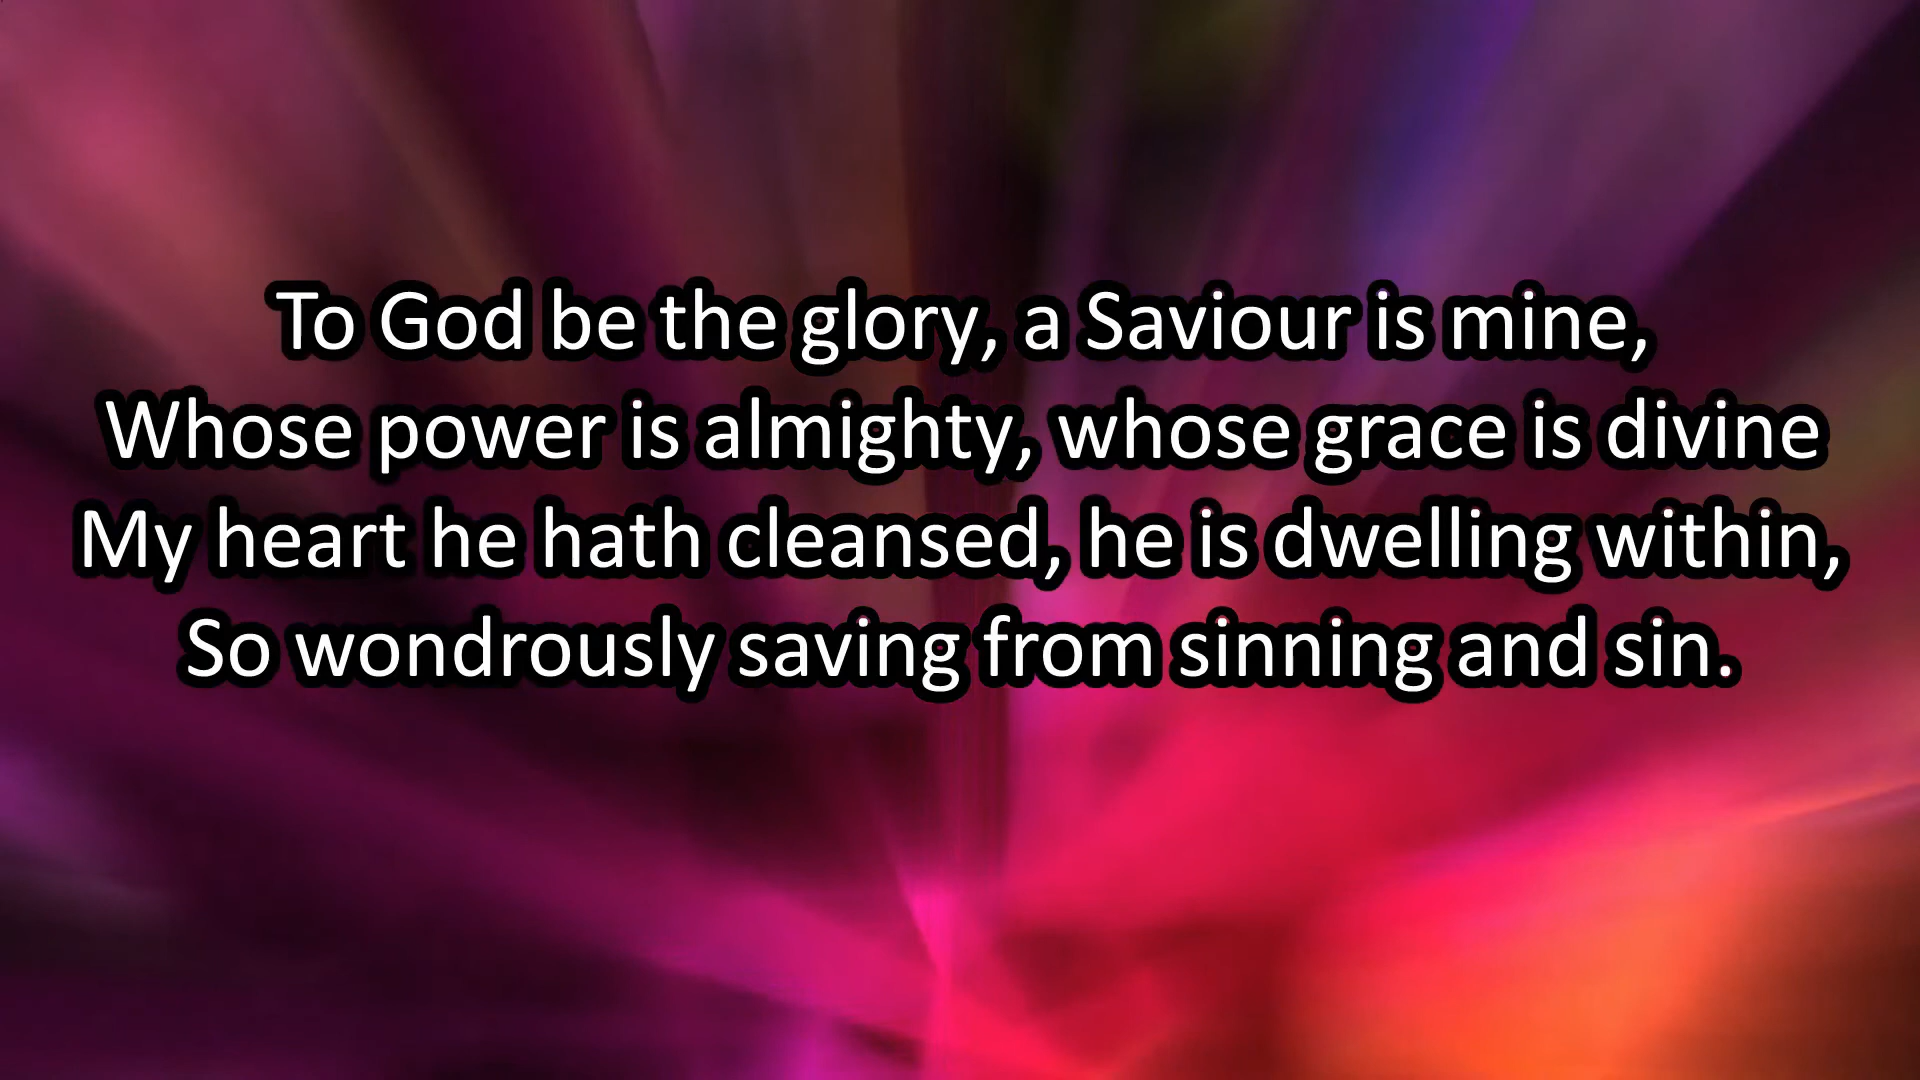 To God be the glory, a Saviour is mine,
Whose power is almighty, whose grace is divine
My heart he hath cleansed, he is dwelling within,
So wondrously saving from sinning and sin.